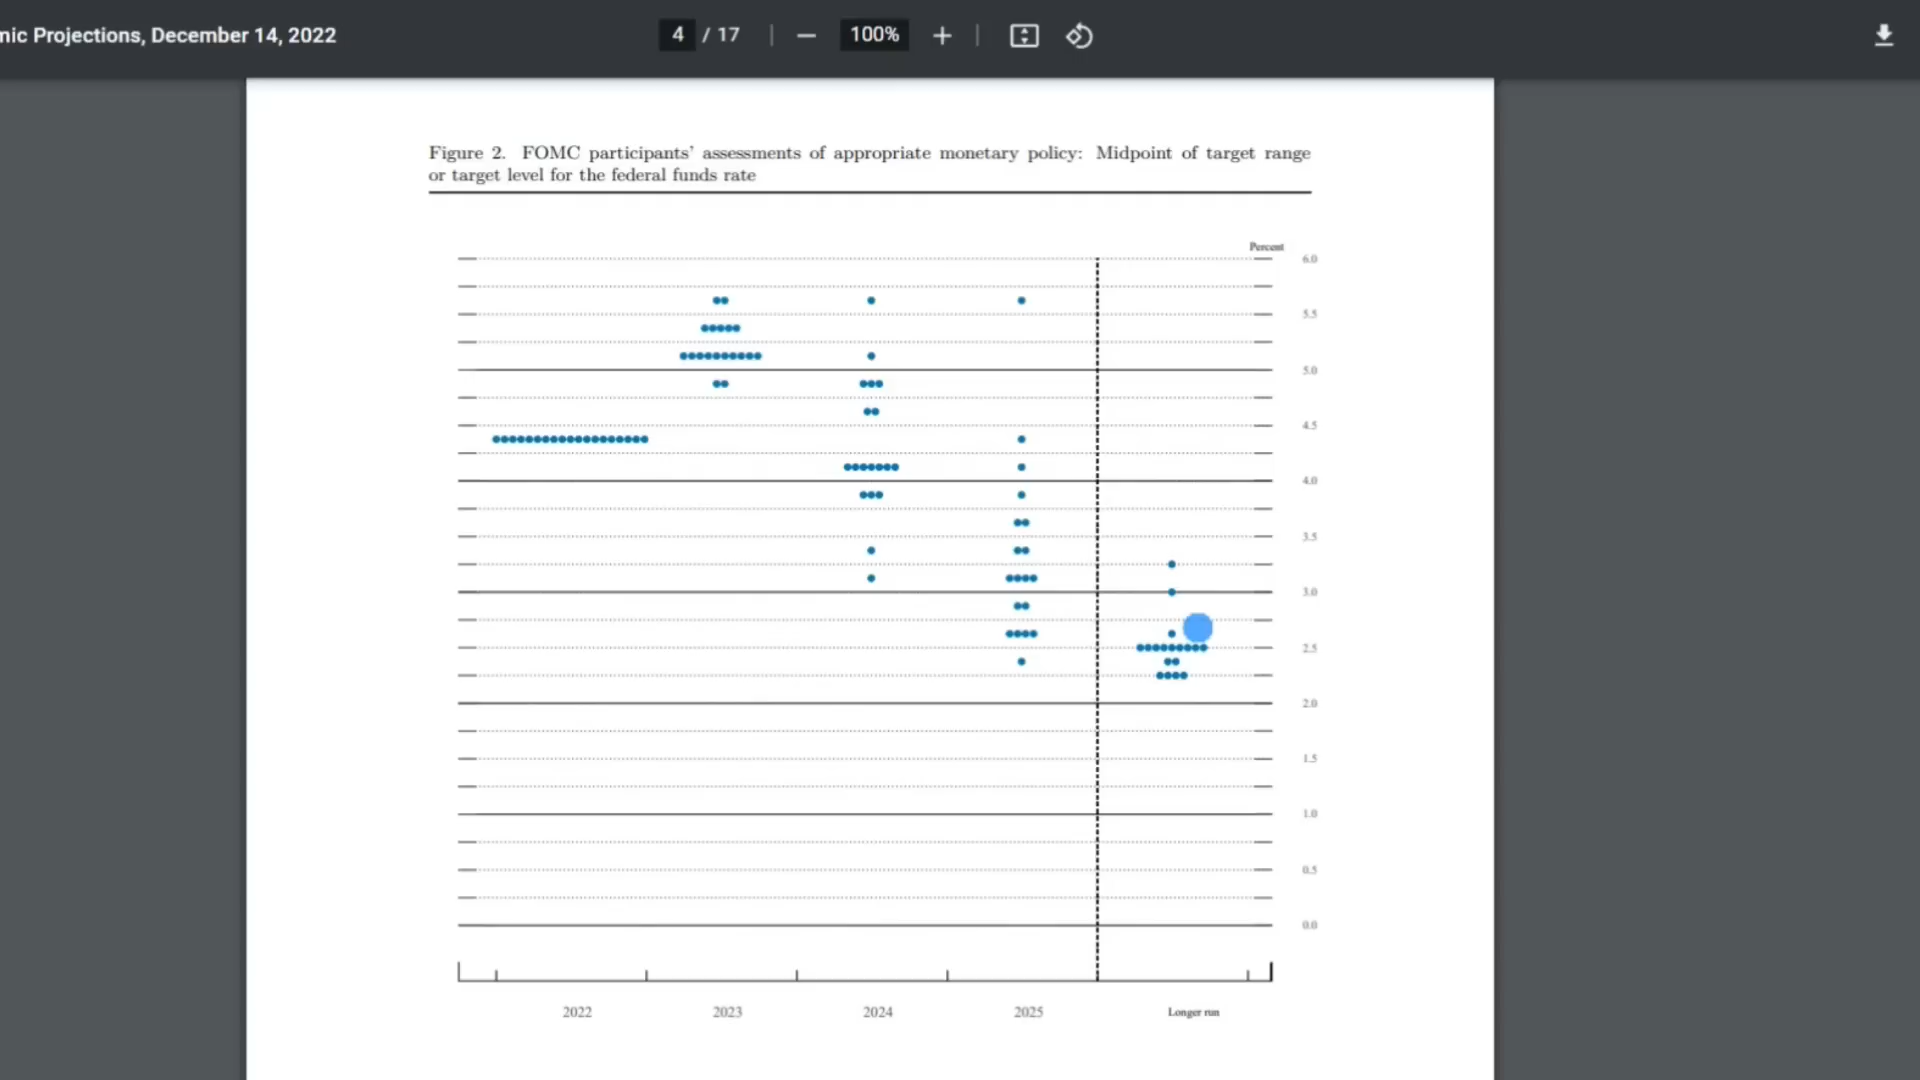 mic Projections, December 14, 2022
4 / 17
100%
Figure 2. FOMC participants' assessments of appropriate monetary policy: Midpoint of target range
or target level for the federal funds rate
Percent
6.0
5.5
5.0
4.5
4.0
3.5
3.0
2.5
2.0
1.5
1.0
0.5
0.0
2022 2023 2024 2025 Longer run